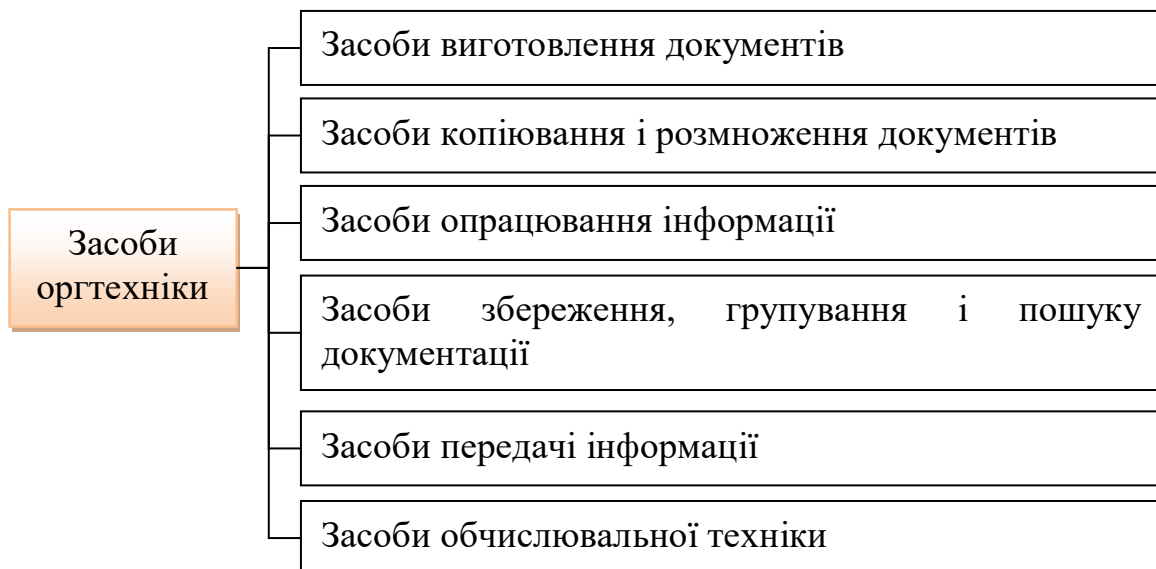 Засоби виготовлення документів
Засоби копіювання і розмноження документів
Засоби опрацювання інформації
Засоби
оргтехніки
Засоби збереження, групування і пошуку
документації
Засоби передачі інформації
Засоби обчислювальної техніки